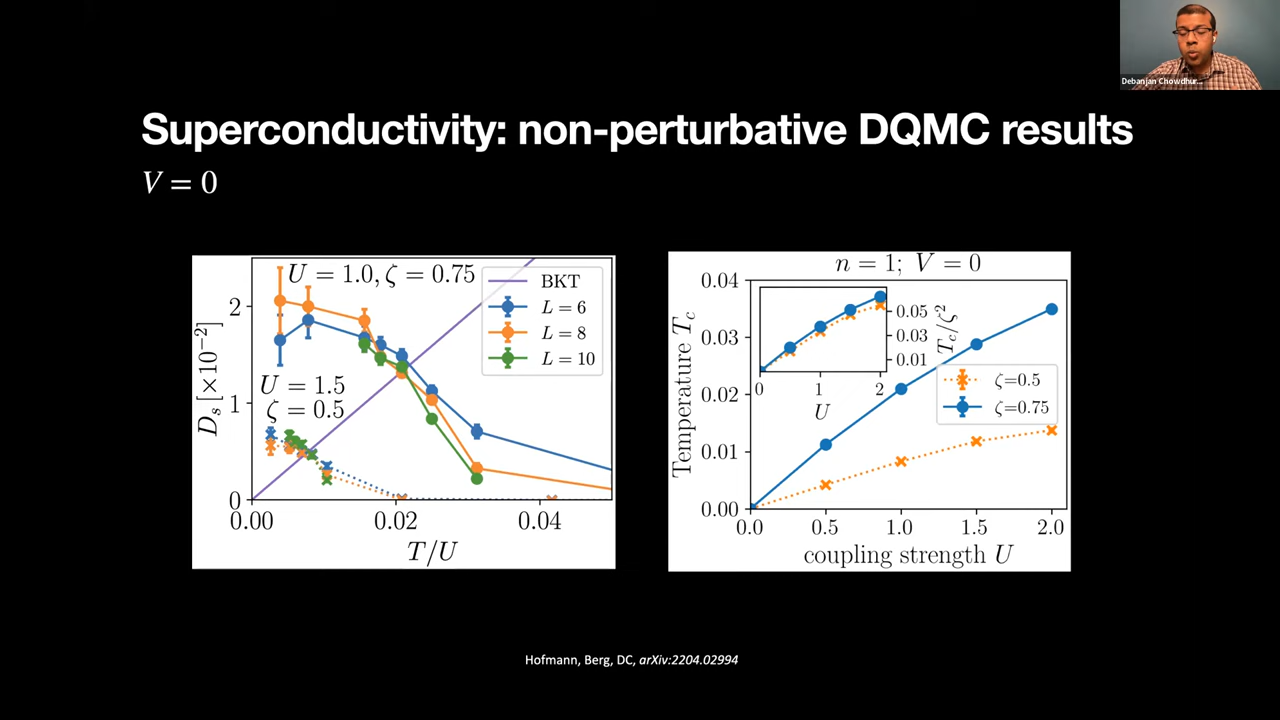 Debanjan Chowdhur...
Superconductivity: non-perturbative DQMC results
V = 0
U = 1.0, ζ = 0.75
BKT
L = 6
L = 8
L = 10
U = 1.5
ζ = 0.5
D_s [×10^{-2}]
2
1
0
0.00 0.02 0.04
T/U
n = 1; V = 0
Temperature T_c
0.04
0.03
0.02
0.01
0.00
0.05
0.03
0.01
T_c/ζ^2
0 1 2
U
ζ=0.5
ζ=0.75
0.0 0.5 1.0 1.5 2.0
coupling strength U
Hofmann, Berg, DC, arXiv:2204.02994